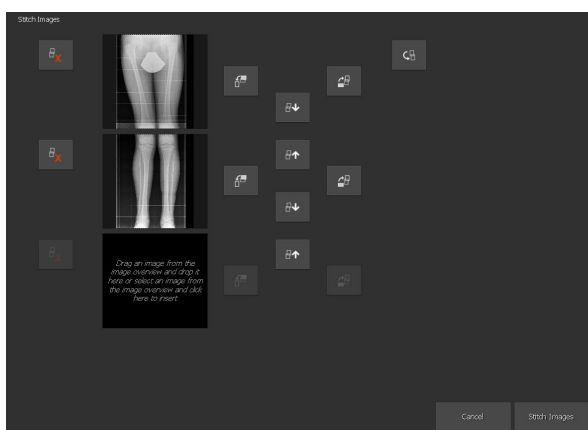 Stitch Images
Drag an image from the
image overview and drop it
here or select an image from
the image overview and click
here to insert
Cancel
Stitch Images